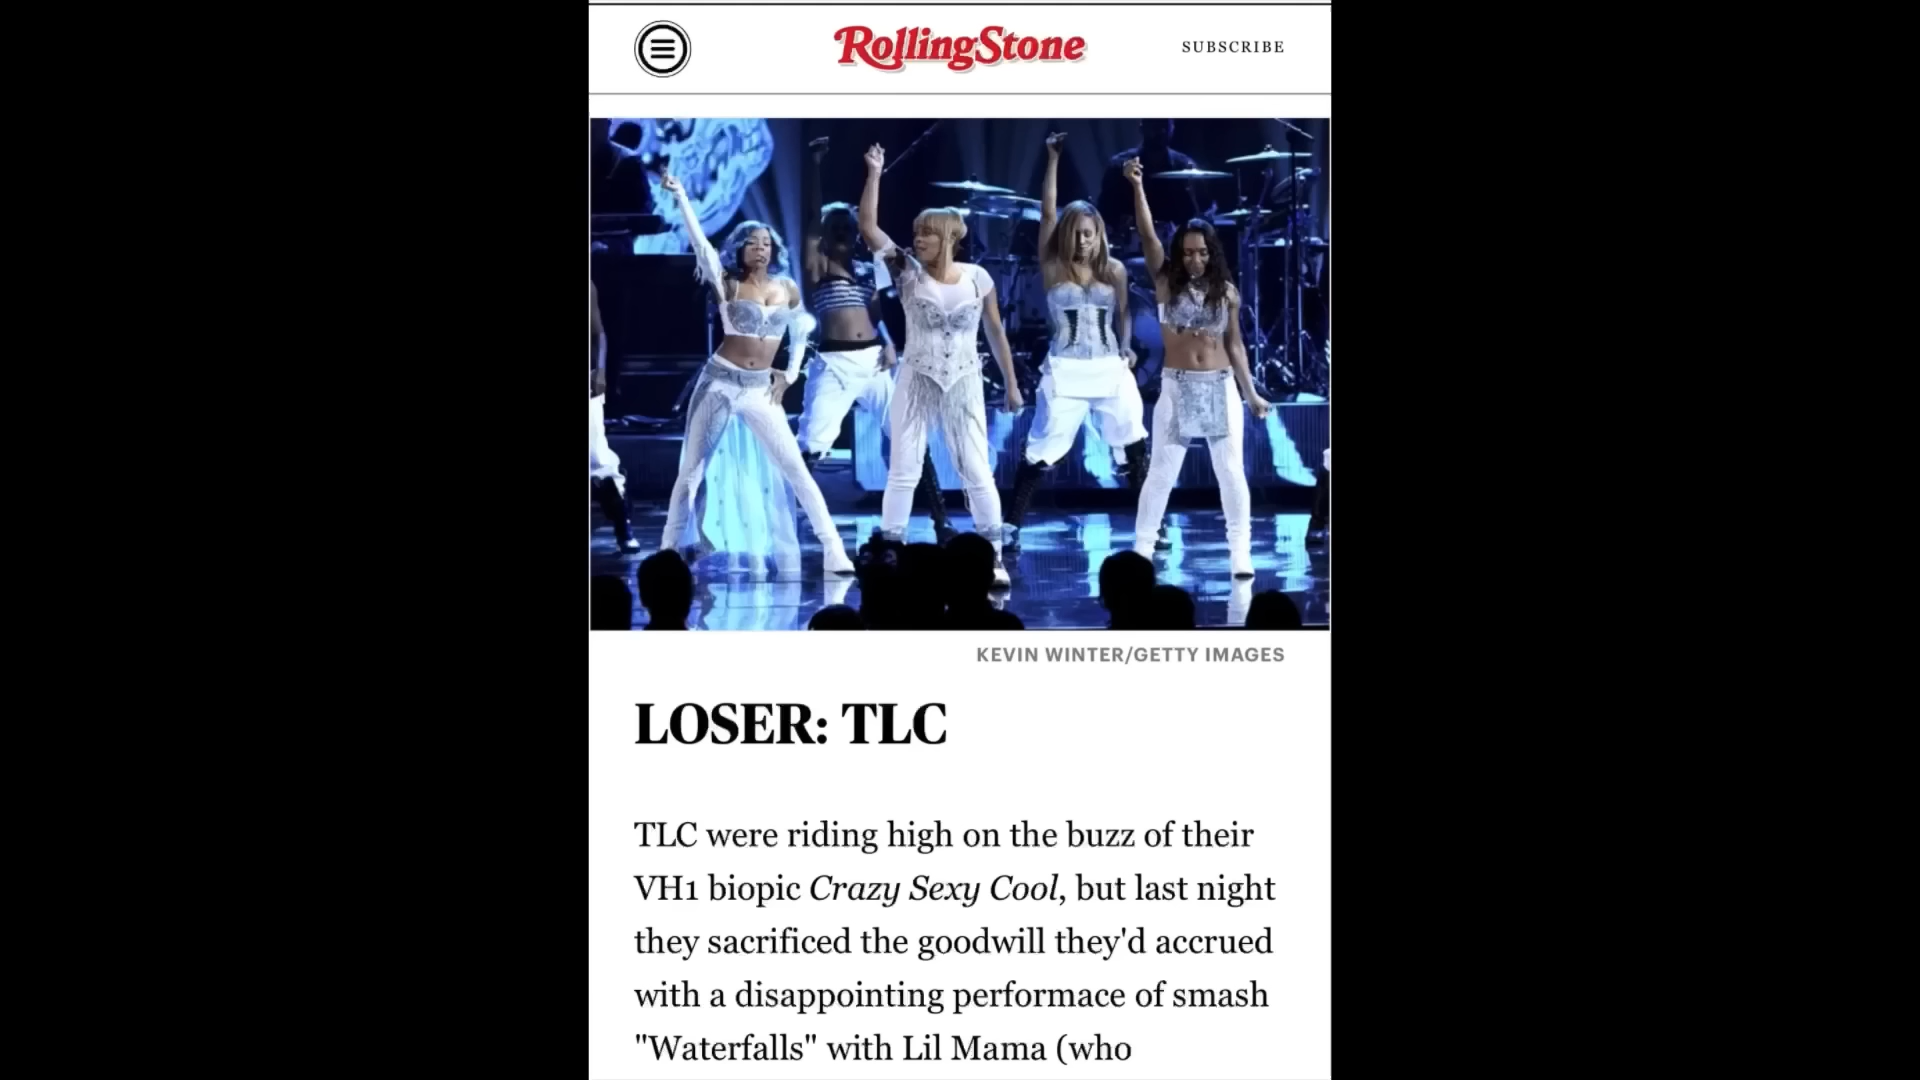 RollingStone
SUBSCRIBE
KEVIN WINTER/GETTY IMAGES
LOSER: TLC
TLC were riding high on the buzz of their
VH1 biopic Crazy Sexy Cool, but last night
they sacrificed the goodwill they'd accrued
with a disappointing performace of smash
"Waterfalls" with Lil Mama (who